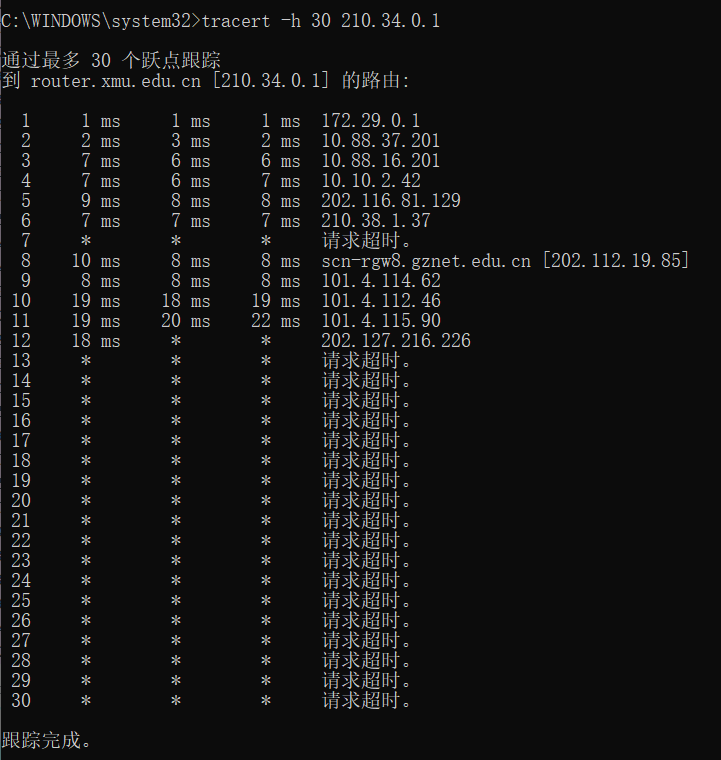 C:\WINDOWS\system32>tracert -h 30 210.34.0.1
通过最多 30 个跃点跟踪
到 router.xmu.edu.cn [210.34.0.1] 的路由:
1 1 ms 1 ms 1 ms 172.29.0.1
2 2 ms 3 ms 2 ms 10.88.37.201
3 7 ms 6 ms 6 ms 10.88.16.201
4 7 ms 6 ms 7 ms 10.10.2.42
5 9 ms 8 ms 8 ms 202.116.81.129
6 7 ms 7 ms 7 ms 210.38.1.37
7 * * * 请求超时。
8 10 ms 8 ms 8 ms scn-rgw8.gznet.edu.cn [202.112.19.85]
9 8 ms 8 ms 8 ms 101.4.114.62
10 19 ms 18 ms 19 ms 101.4.112.46
11 19 ms 20 ms 22 ms 101.4.115.90
12 18 ms * * 202.127.216.226
13 * * * 请求超时。
14 * * * 请求超时。
15 * * * 请求超时。
16 * * * 请求超时。
17 * * * 请求超时。
18 * * * 请求超时。
19 * * * 请求超时。
20 * * * 请求超时。
21 * * * 请求超时。
22 * * * 请求超时。
23 * * * 请求超时。
24 * * * 请求超时。
25 * * * 请求超时。
26 * * * 请求超时。
27 * * * 请求超时。
28 * * * 请求超时。
29 * * * 请求超时。
30 * * * 请求超时。
跟踪完成。